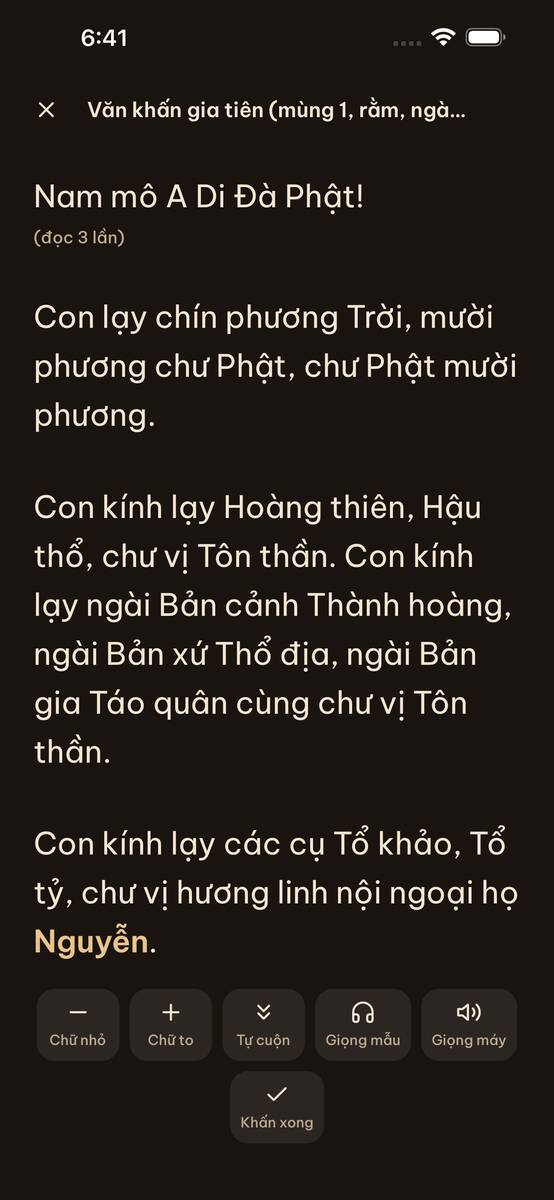 6:41
Văn khấn gia tiên (mùng 1, rằm, ngà...
Nam mô A Di Đà Phật!
(đọc 3 lần)
Con lạy chín phương Trời, mười
phương chư Phật, chư Phật mười
phương.
Con kính lạy Hoàng thiên, Hậu
thổ, chư vị Tôn thần. Con kính
lạy ngài Bản cảnh Thành hoàng,
ngài Bản xứ Thổ địa, ngài Bản
gia Táo quân cùng chư vị Tôn
thần.
Con kính lạy các cụ Tổ khảo, Tổ
tỷ, chư vị hương linh nội ngoại họ
Nguyễn.
Chữ nhỏ
Chữ to
Tự cuộn
Giọng mẫu
Giọng máy
Khấn xong